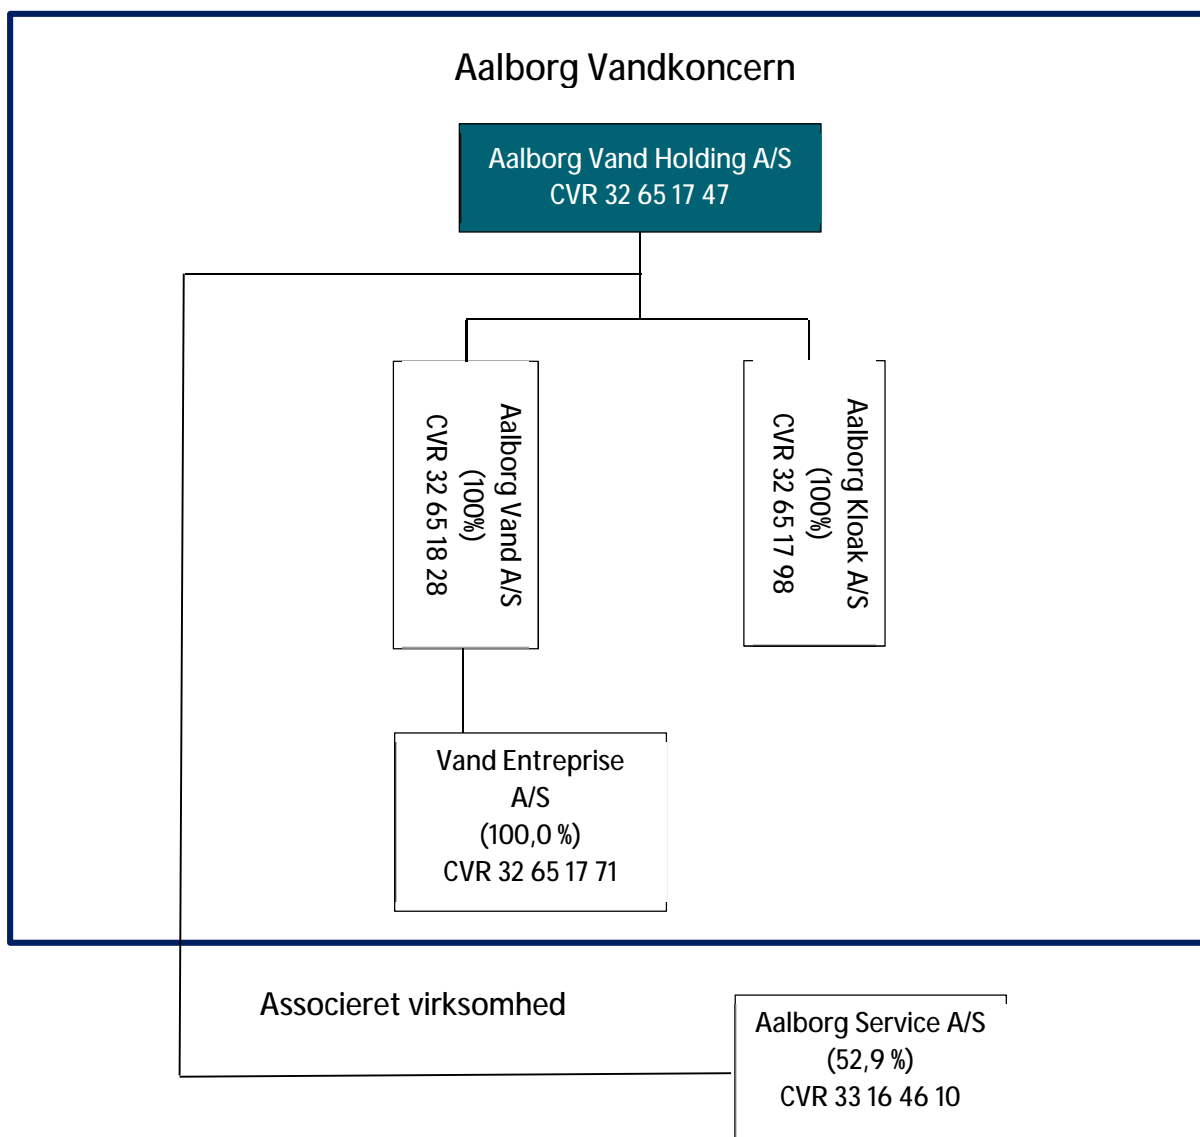 Aalborg Vandkoncern
Aalborg Vand Holding A/S
CVR 32 65 17 47
Aalborg Vand A/S
(100%)
CVR 32 65 18 28
Aalborg Kloak A/S
(100%)
CVR 32 65 17 98
Vand Entreprise
A/S
(100,0 %)
CVR 32 65 17 71
Associeret virksomhed
Aalborg Service A/S
(52,9 %)
CVR 33 16 46 10